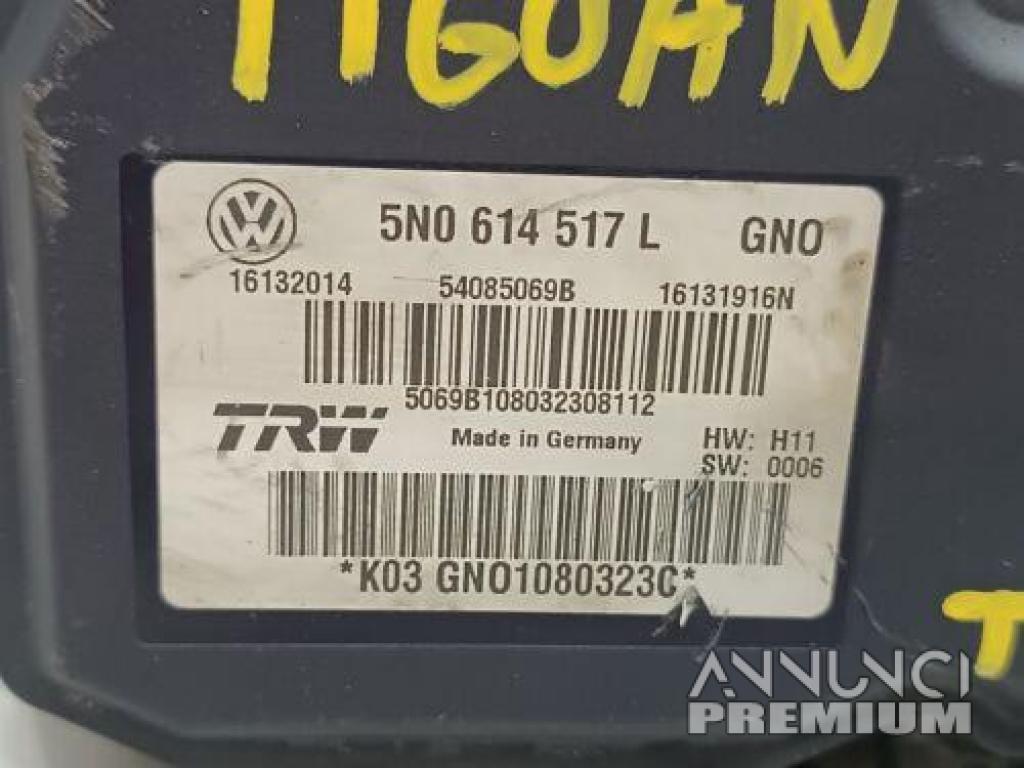 TIGUAN
5N0 614 517 L GNO
16132014 54085069B 16131916N
5069B108032308112
TRW Made in Germany HW: H11
SW: 0006
*K03 GNO1080323C*
T
ANNUNCI
PREMIUM